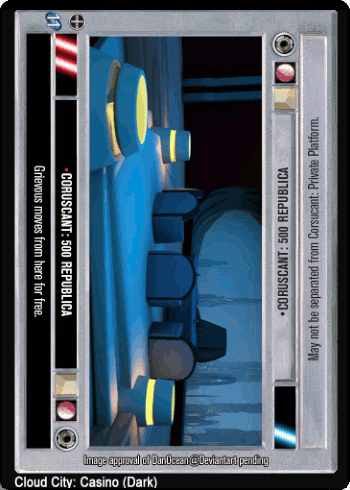 •CORUSCANT: 500 REPUBLICA
Grievous moves from here for free.
•CORUSCANT: 500 REPUBLICA
May not be separated from Corsucant: Private Platform.
Image approval of DanOcean@Deviantart pending
Cloud City: Casino (Dark)